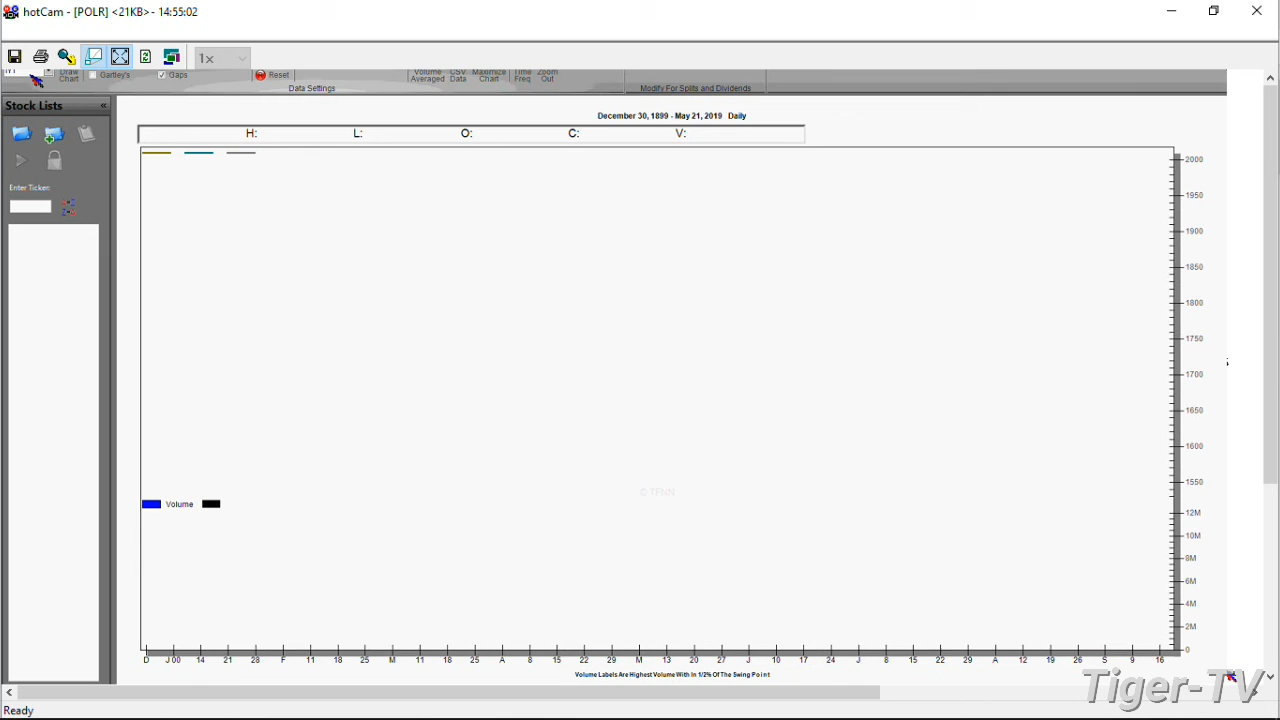 hotCam - [POLR] <21KB> - 14:55:02
1x
Draw Chart
Gartley's
Gaps
Reset
Volume Averaged
CSV Data
Maximize Chart
Time Freq
Zoom Out
Data Settings
Modify For Splits and Dividends
Stock Lists «
Enter Ticker:
December 30, 1899 - May 21, 2019 Daily
H: L: O: C: V:
2000
1950
1900
1850
1800
1750
1700
1650
1600
1550
© TFNN
Volume
12M
10M
8M
6M
4M
2M
0
D J 00 14 21 28 F 11 18 25 M 11 18 25 A 8 15 22 29 M 13 20 27 J 10 17 24 J 8 15 22 29 A 12 19 26 S 9 16
Volume Labels Are Highest Volume With In 1/2% Of The Swing Point
Tiger-TV
Ready